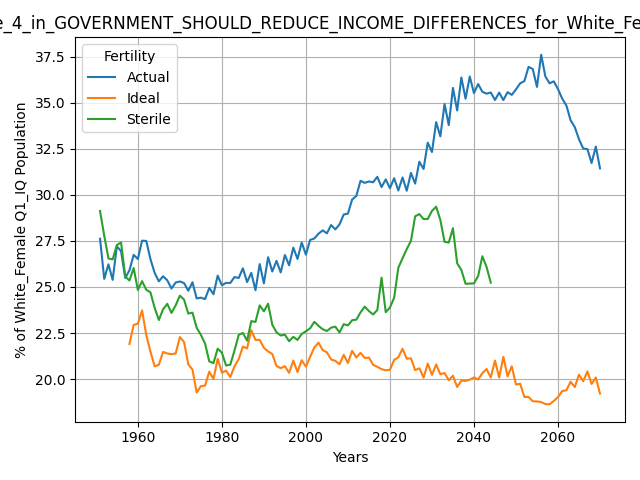 e_4_in_GOVERNMENT_SHOULD_REDUCE_INCOME_DIFFERENCES_for_White_Fe
Fertility
Actual
Ideal
Sterile
% of White_Female Q1_IQ Population
37.5
35.0
32.5
30.0
27.5
25.0
22.5
20.0
1960 1980 2000 2020 2040 2060
Years